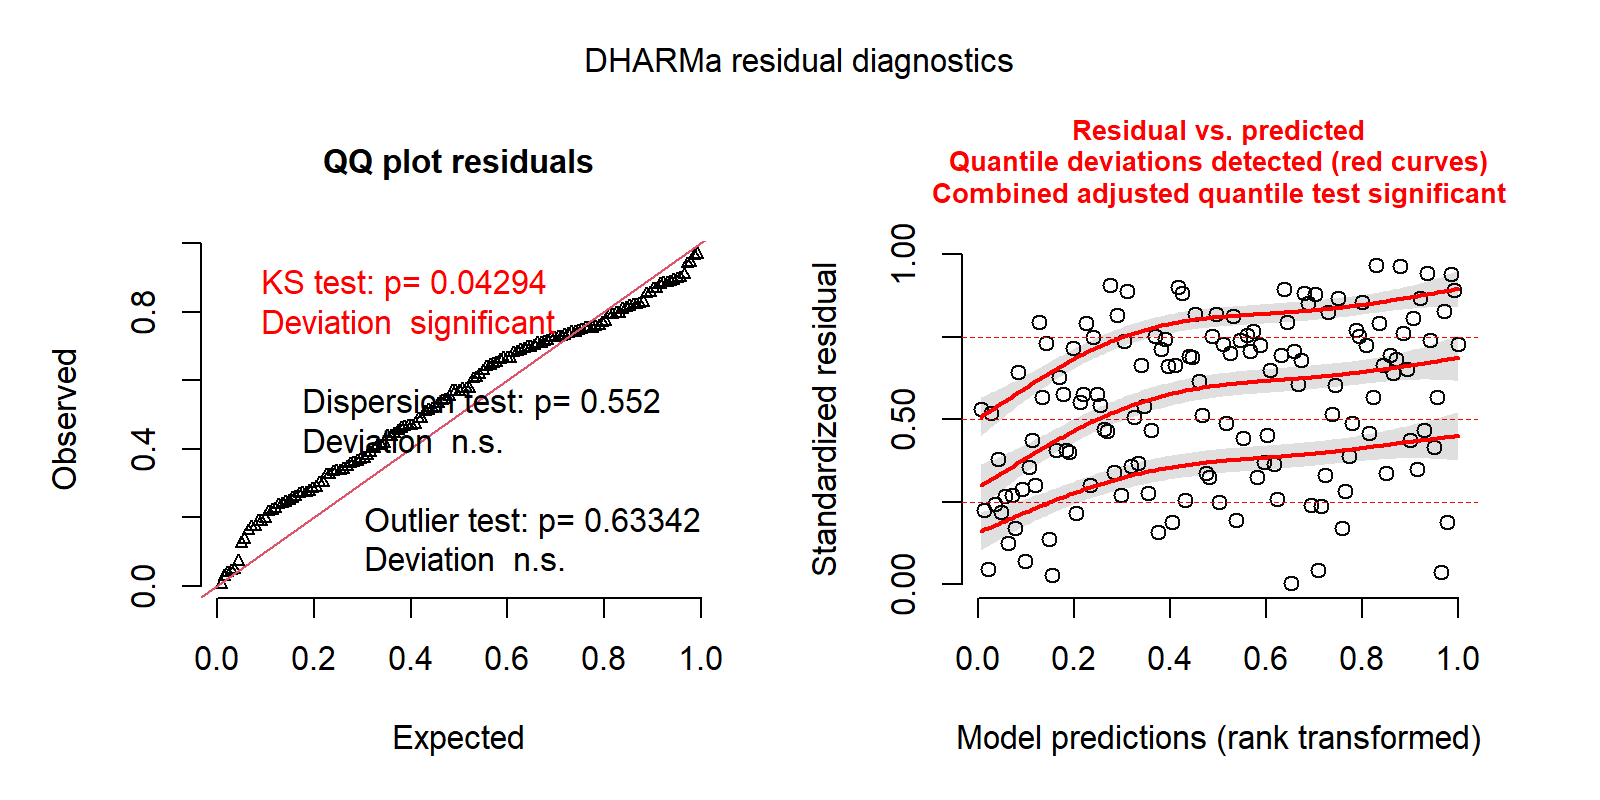 DHARMa residual diagnostics
QQ plot residuals
KS test: p= 0.04294
Deviation  significant
Dispersion test: p= 0.552
Deviation  n.s.
Outlier test: p= 0.63342
Deviation  n.s.
Observed
0.0
0.4
0.8
0.0 0.2 0.4 0.6 0.8 1.0
Expected
Residual vs. predicted
Quantile deviations detected (red curves)
Combined adjusted quantile test significant
Standardized residual
0.00
0.50
1.00
0.0 0.2 0.4 0.6 0.8 1.0
Model predictions (rank transformed)